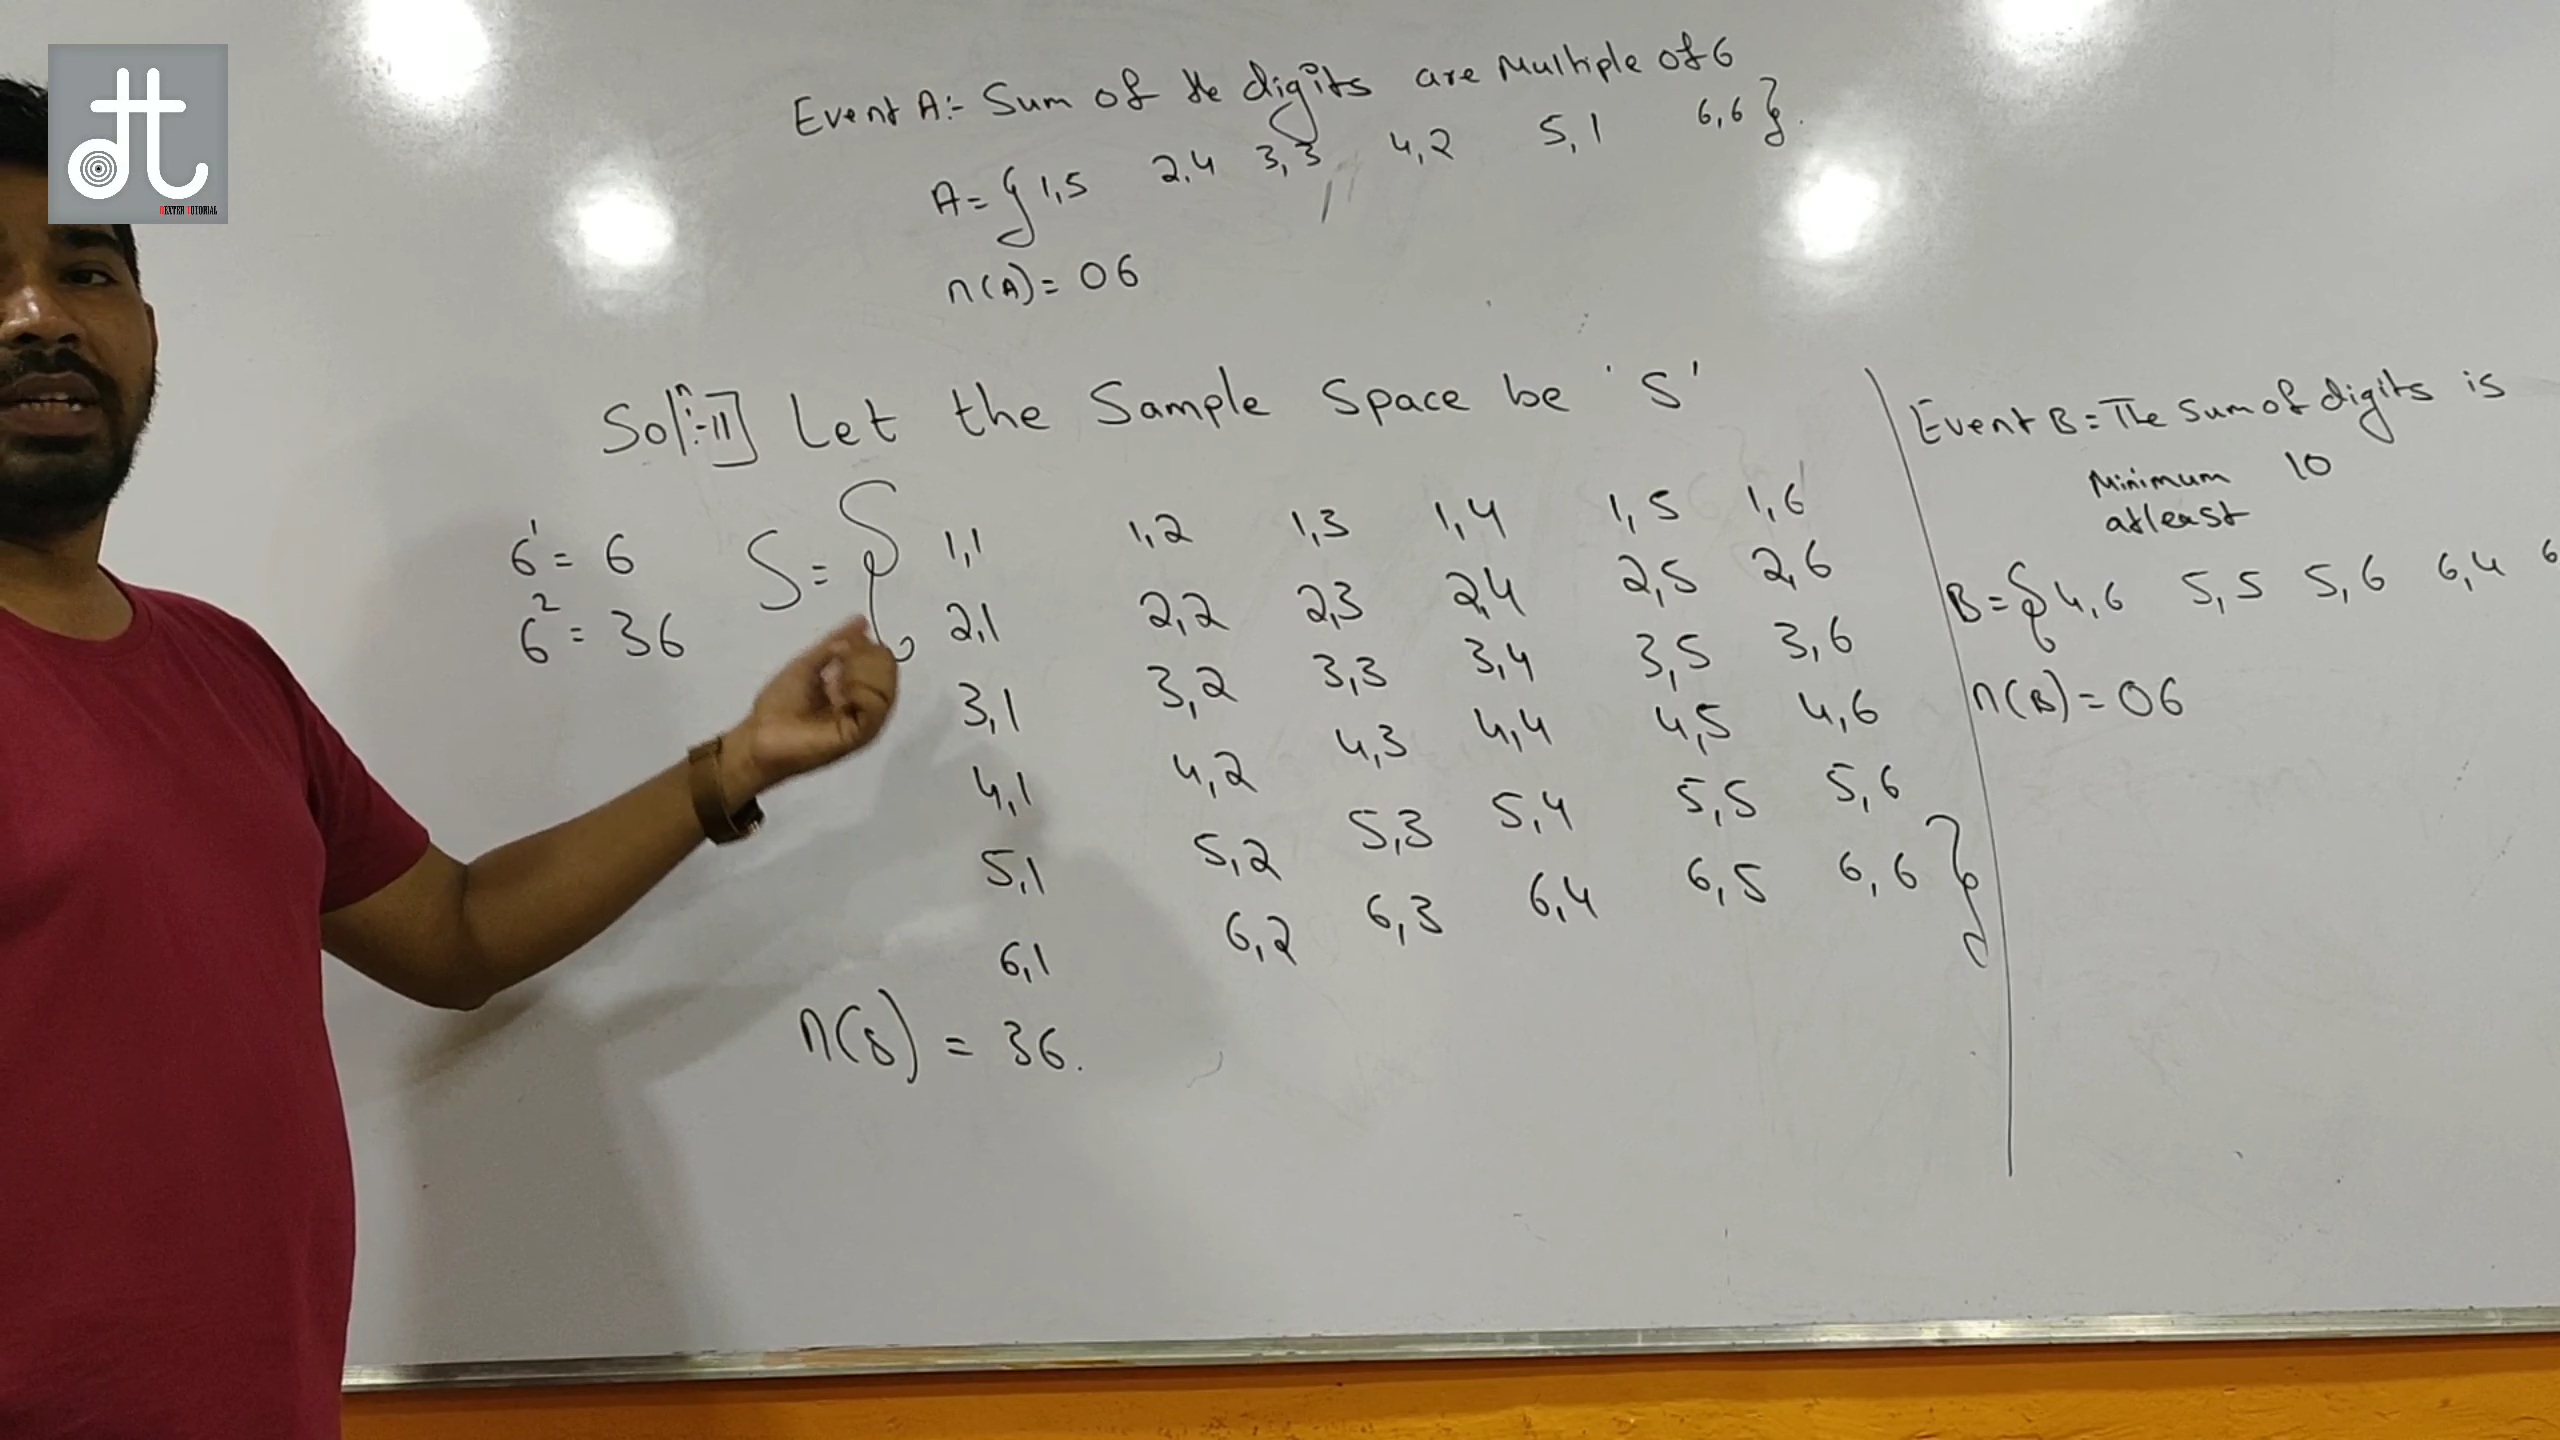 DEXTER TUTORIAL
Event A:- Sum of the digits are Multiple of 6
A = { 1,5 2,4 3,3 4,2 5,1 6,6 }.
n(A) = 06
Soln:-11] Let the Sample Space be 'S'
6¹ = 6
6² = 36
S = { 1,1 1,2 1,3 1,4 1,5 1,6
2,1 2,2 2,3 2,4 2,5 2,6
3,1 3,2 3,3 3,4 3,5 3,6
4,1 4,2 4,3 4,4 4,5 4,6
5,1 5,2 5,3 5,4 5,5 5,6
6,1 6,2 6,3 6,4 6,5 6,6 }
n(S) = 36.
Event B = The Sum of digits is
Minimum 10
atleast
B = { 4,6 5,5 5,6 6,4 6
n(B) = 06